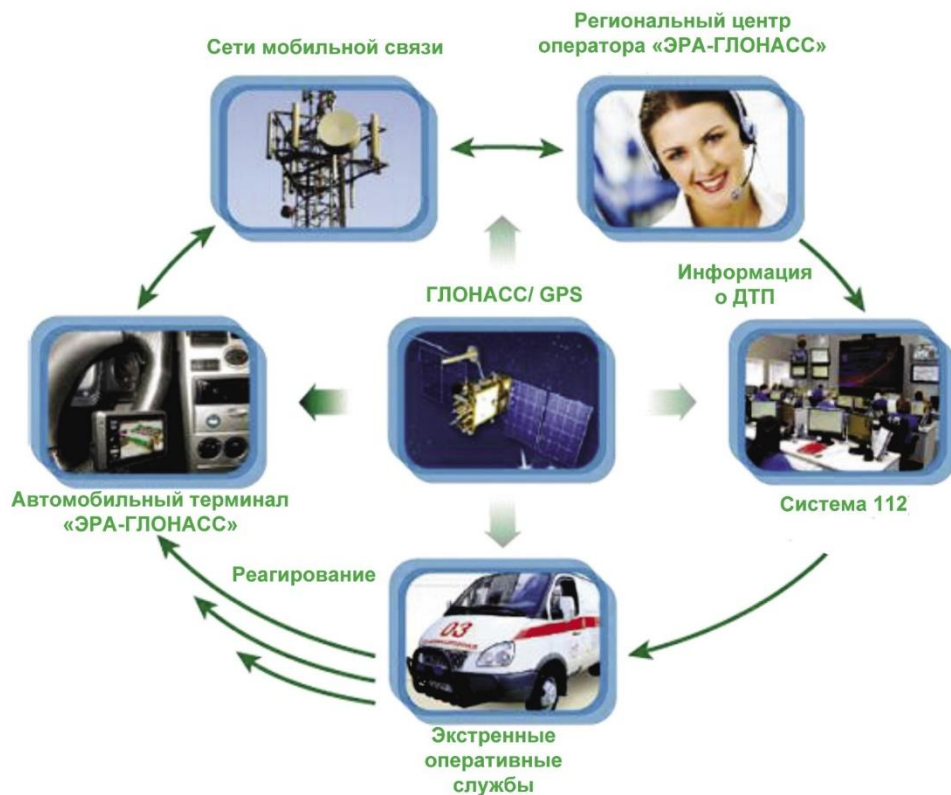 Сети мобильной связи
Региональный центр
оператора «ЭРА-ГЛОНАСС»
ГЛОНАСС/ GPS
Информация
о ДТП
Автомобильный терминал
«ЭРА-ГЛОНАСС»
Система 112
Реагирование
03
Экстренные
оперативные
службы